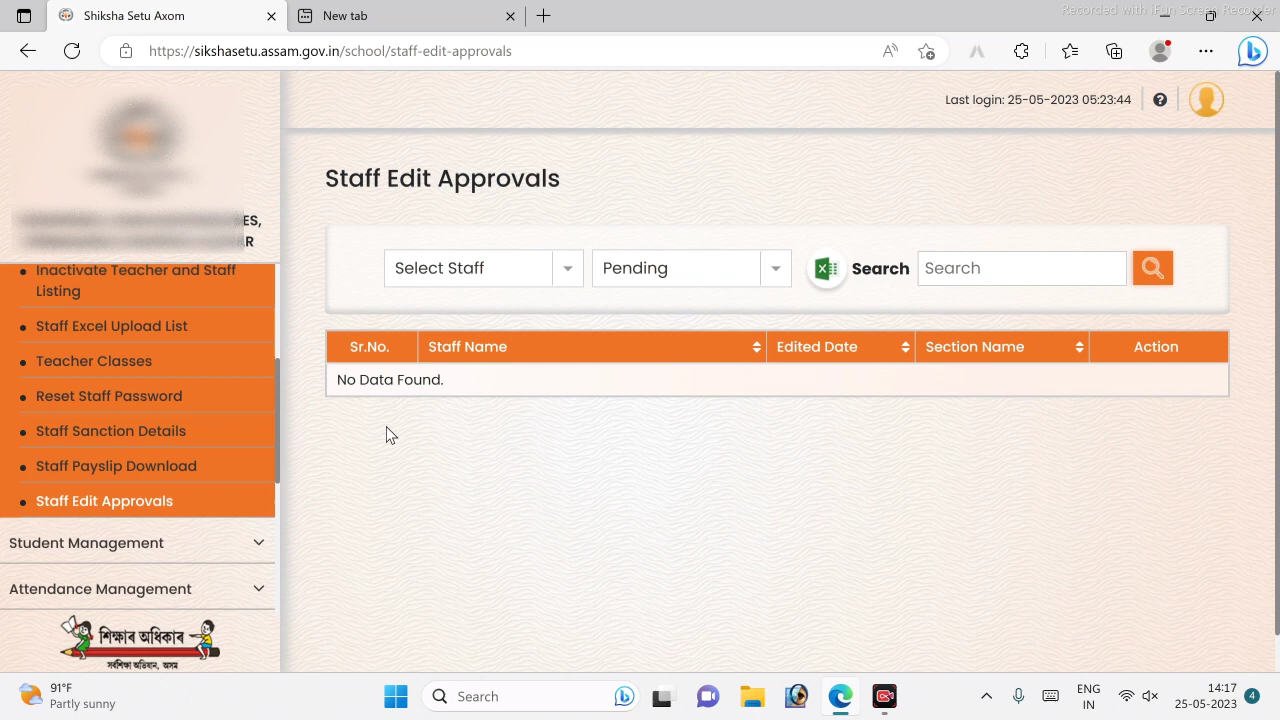 Shiksha Setu Axom
New tab
Recorded with iFun Screen Recorder
https://sikshasetu.assam.gov.in/school/staff-edit-approvals
Last login: 25-05-2023 05:23:44
ES,
R
Inactivate Teacher and Staff
Listing
Staff Excel Upload List
Teacher Classes
Reset Staff Password
Staff Sanction Details
Staff Payslip Download
Staff Edit Approvals
Student Management
Attendance Management
শিক্ষাৰ অধিকাৰ
সৰ্বশিক্ষা অভিযান, অসম
Staff Edit Approvals
Select Staff
Pending
Search
Search
Sr.No.
Staff Name
Edited Date
Section Name
Action
No Data Found.
91°F
Partly sunny
Search
ENG
IN
14:17
25-05-2023
4